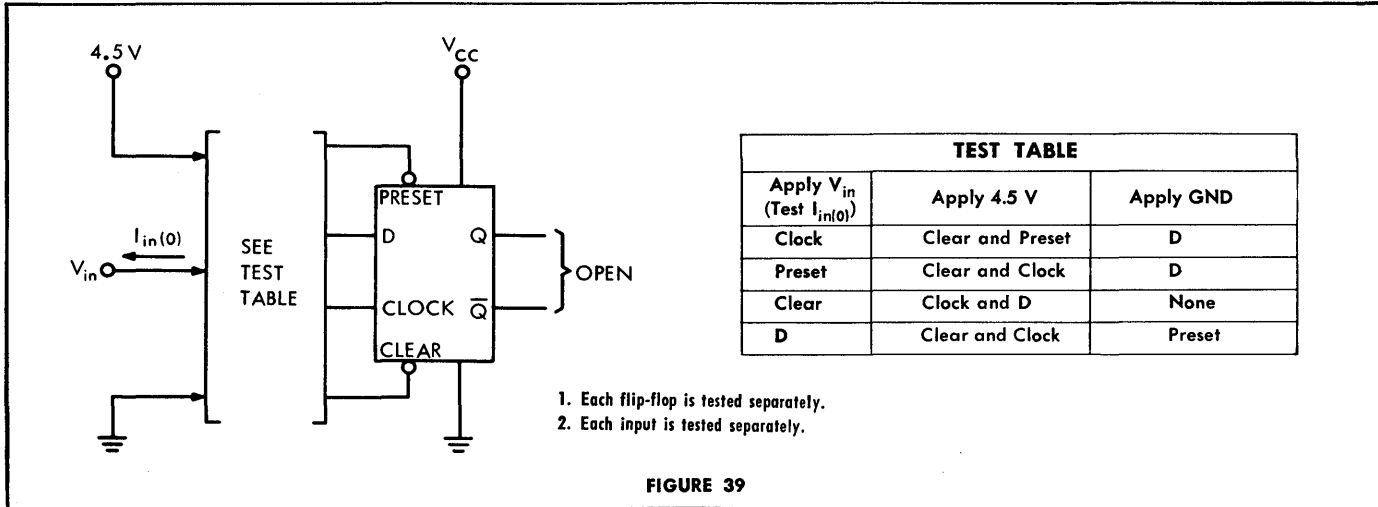 4.5 V
V_CC
PRESET
D Q
I_in(0)
SEE
TEST
TABLE
V_in
OPEN
CLOCK Q̅
CLEAR
TEST TABLE
Apply V_in (Test I_in(0)) Apply 4.5 V Apply GND
Clock Clear and Preset D
Preset Clear and Clock D
Clear Clock and D None
D Clear and Clock Preset
1. Each flip-flop is tested separately.
2. Each input is tested separately.
FIGURE 39